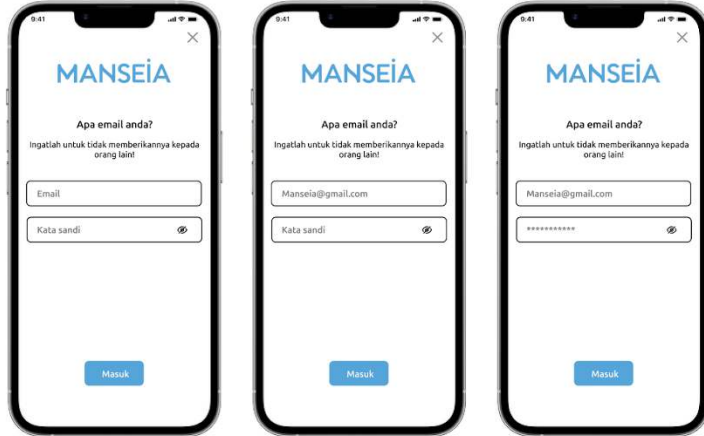 9:41
MANSEİA
Apa email anda?
Ingatlah untuk tidak memberikannya kepada
orang lain!
Email
Kata sandi
Masuk
9:41
MANSEİA
Apa email anda?
Ingatlah untuk tidak memberikannya kepada
orang lain!
Manseia@gmail.com
Kata sandi
Masuk
9:41
MANSEİA
Apa email anda?
Ingatlah untuk tidak memberikannya kepada
orang lain!
Manseia@gmail.com
***********
Masuk